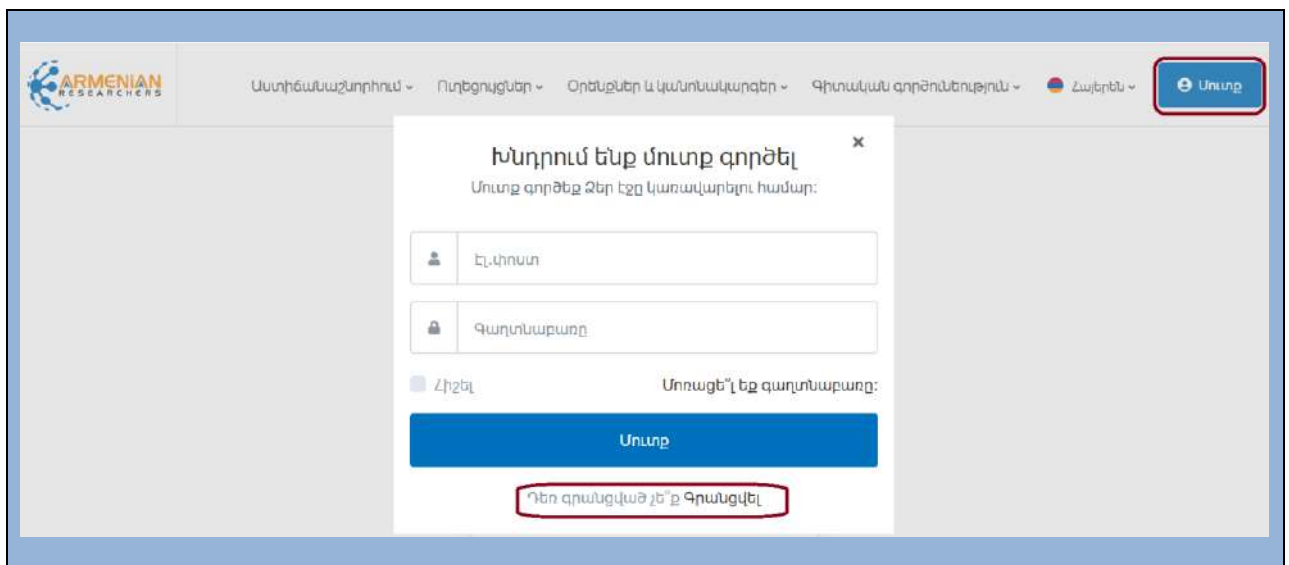 ARMENIAN
RESEARCHERS
Աստիճանաշնորհում Ուղեցույցներ Օրենքներ և կանոնակարգեր Գիտական գործունեություն Հայերեն Մուտք
Խնդրում ենք մուտք գործել
Մուտք գործեք Ձեր էջը կառավարելու համար:
Էլ.փոստ
Գաղտնաբառը
Հիշել Մոռացե՞լ եք գաղտնաբառը:
Մուտք
Դեռ գրանցված չե՞ք Գրանցվել